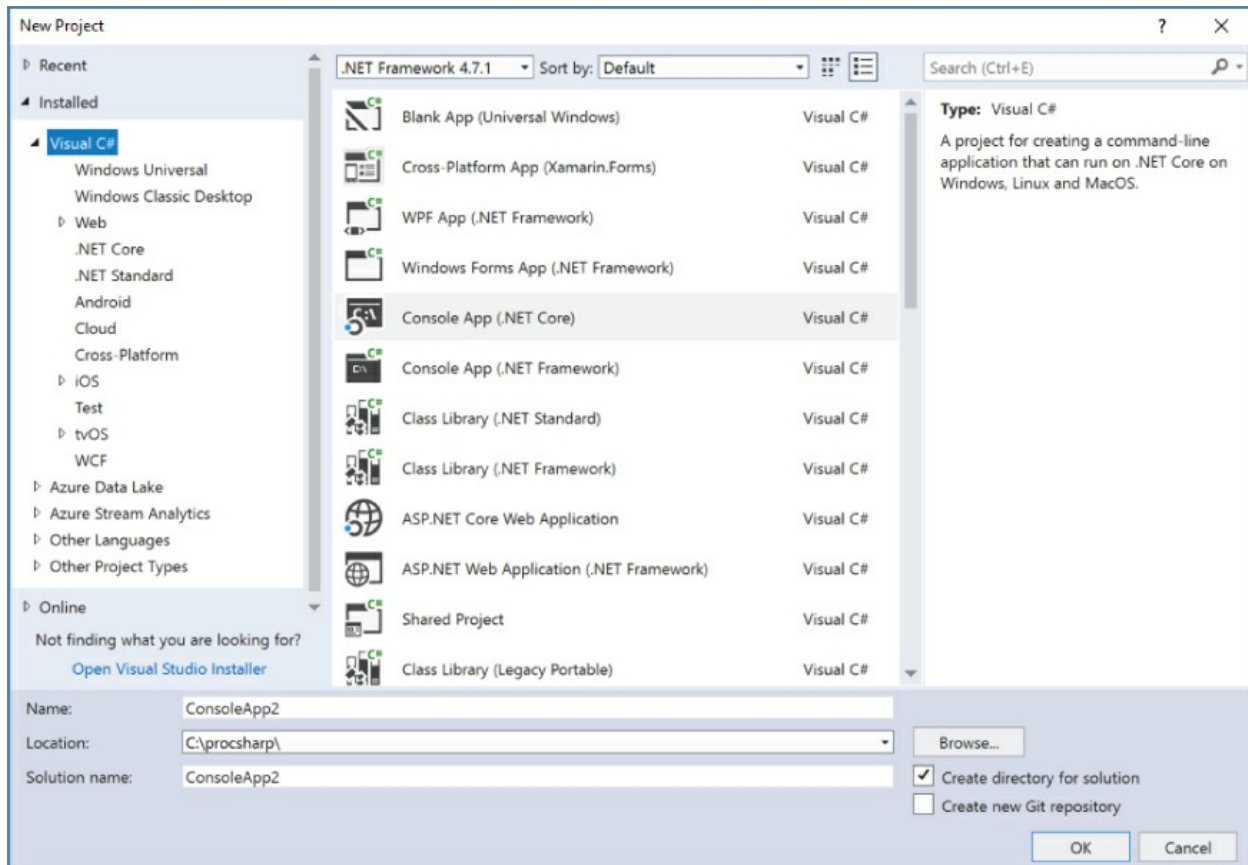 New Project
?
Recent
Installed
Visual C#
Windows Universal
Windows Classic Desktop
Web
.NET Core
.NET Standard
Android
Cloud
Cross-Platform
iOS
Test
tvOS
WCF
Azure Data Lake
Azure Stream Analytics
Other Languages
Other Project Types
Online
Not finding what you are looking for?
Open Visual Studio Installer
.NET Framework 4.7.1 Sort by: Default
Blank App (Universal Windows) Visual C#
Cross-Platform App (Xamarin.Forms) Visual C#
WPF App (.NET Framework) Visual C#
Windows Forms App (.NET Framework) Visual C#
Console App (.NET Core) Visual C#
Console App (.NET Framework) Visual C#
Class Library (.NET Standard) Visual C#
Class Library (.NET Framework) Visual C#
ASP.NET Core Web Application Visual C#
ASP.NET Web Application (.NET Framework) Visual C#
Shared Project Visual C#
Class Library (Legacy Portable) Visual C#
Search (Ctrl+E)
Type: Visual C#
A project for creating a command-line
application that can run on .NET Core on
Windows, Linux and MacOS.
Name: ConsoleApp2
Location: C:\procsharp\
Browse...
Solution name: ConsoleApp2
Create directory for solution
Create new Git repository
OK Cancel